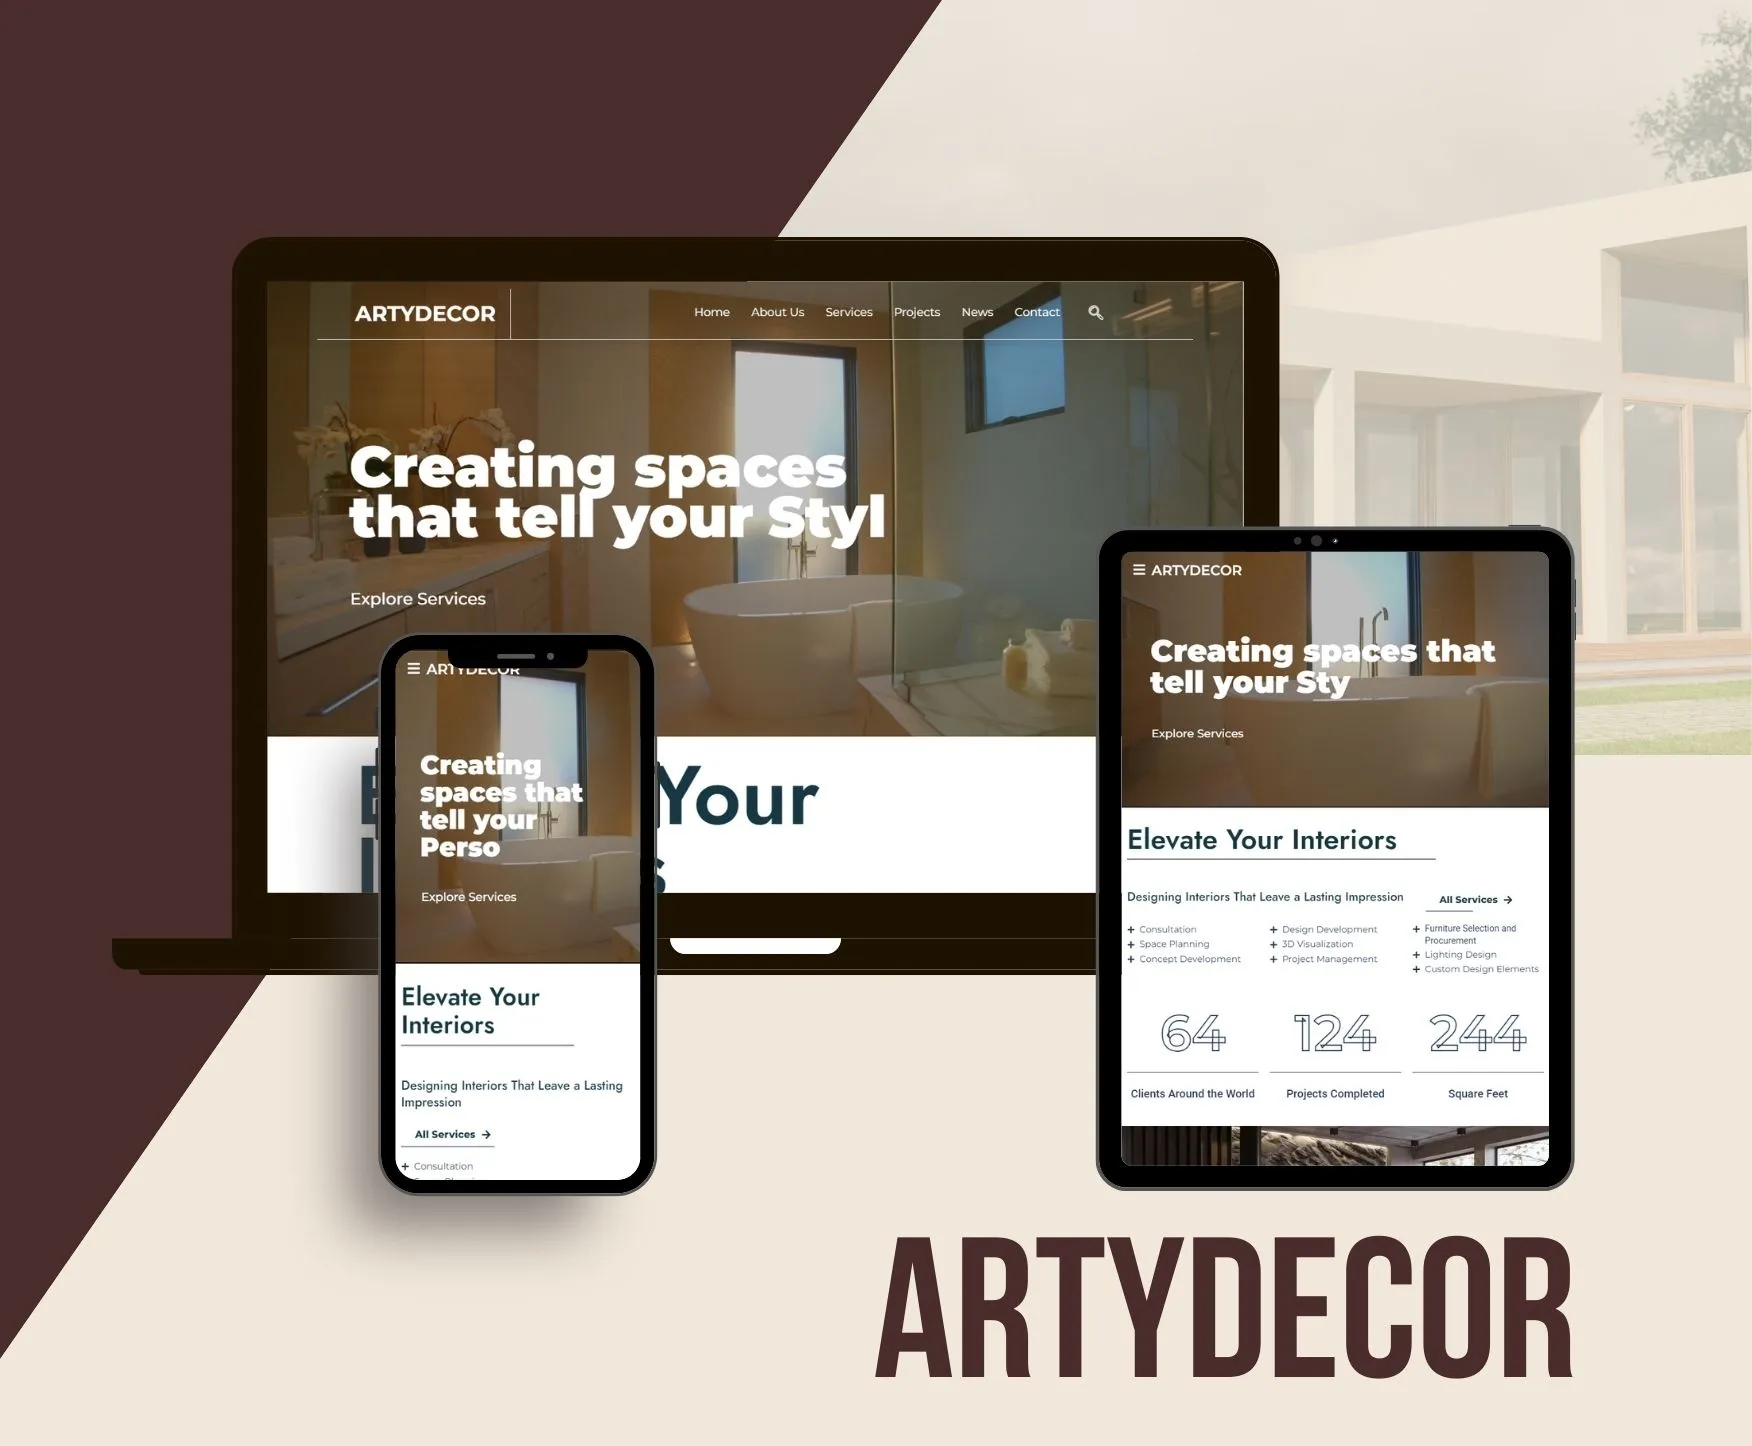 ARTYDECOR
Home About Us Services Projects News Contact
Creating spaces
that tell your Styl
Explore Services
Your
ARTYDECOR
Creating
spaces that
tell your
Perso
Explore Services
Elevate Your
Interiors
Designing Interiors That Leave a Lasting
Impression
All Services →
+ Consultation
ARTYDECOR
Creating spaces that
tell your Sty
Explore Services
Elevate Your Interiors
Designing Interiors That Leave a Lasting Impression
All Services →
+ Consultation
+ Space Planning
+ Concept Development
+ Design Development
+ 3D Visualization
+ Project Management
+ Furniture Selection and
Procurement
+ Lighting Design
+ Custom Design Elements
64 124 244
Clients Around the World Projects Completed Square Feet
ARTYDECOR